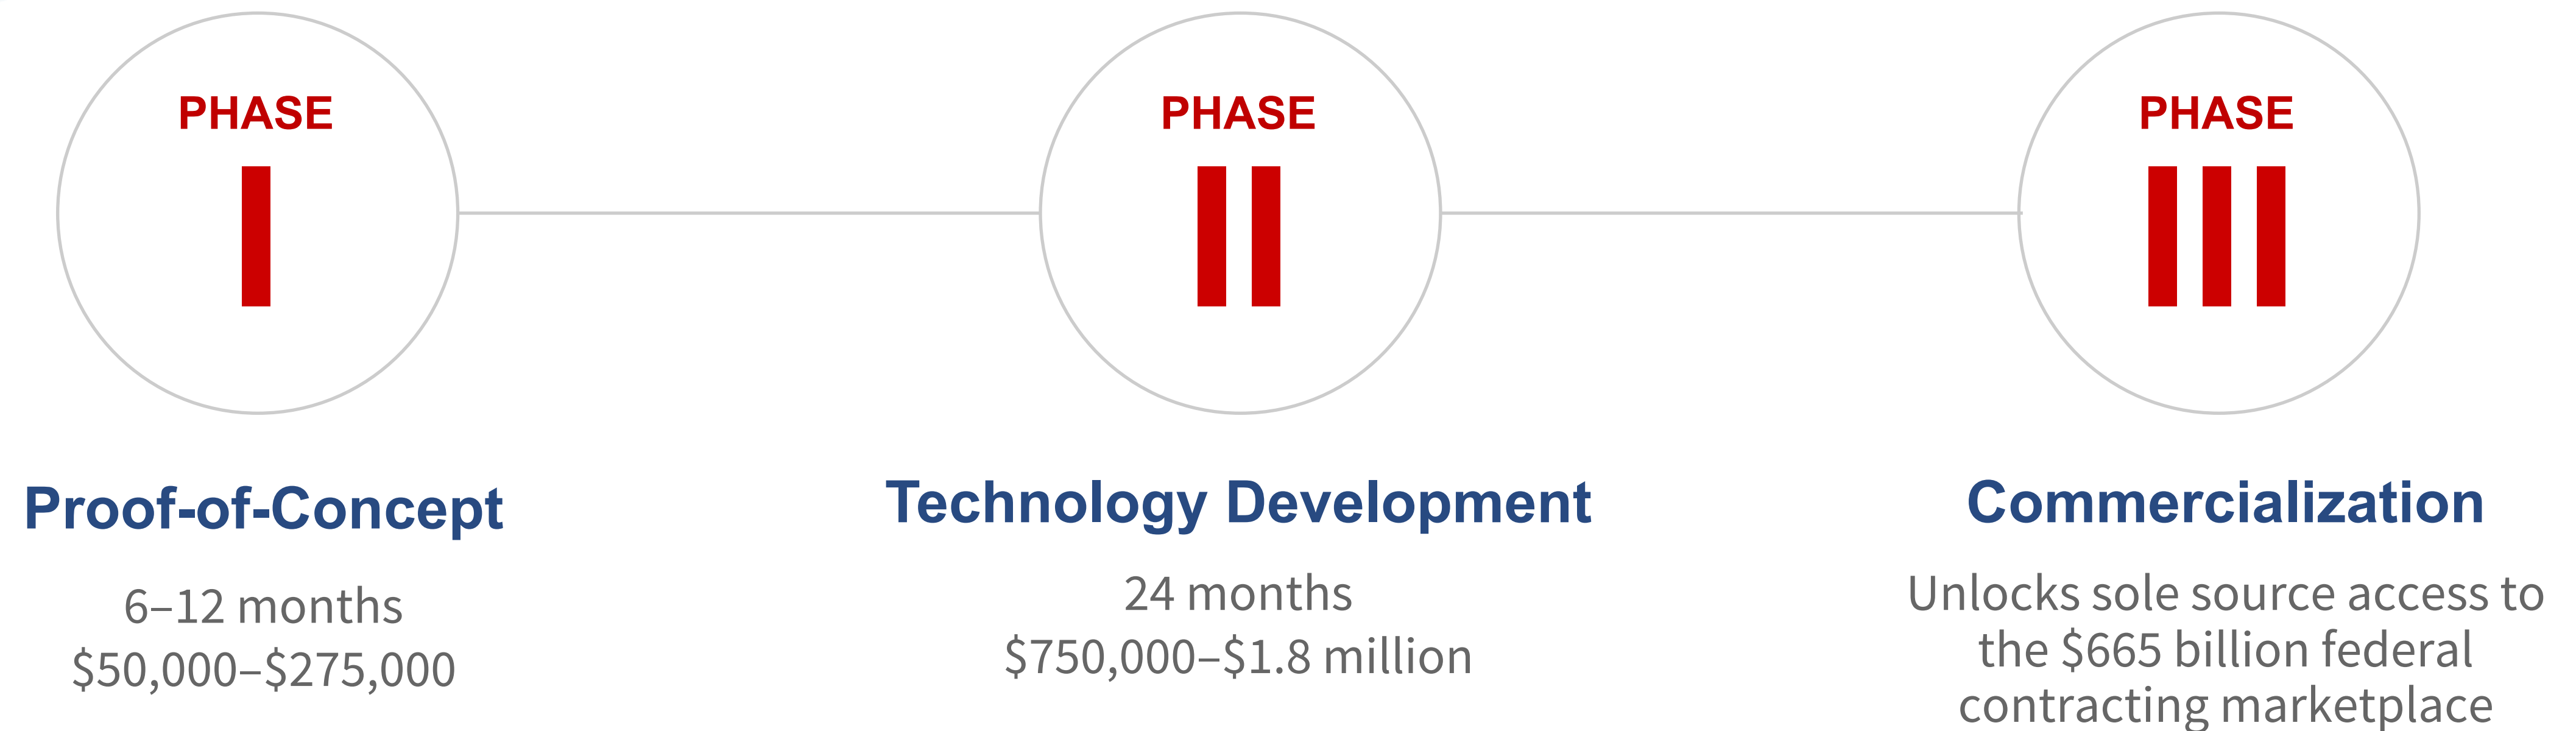 PHASE
I
Proof-of-Concept
6–12 months
$50,000–$275,000
PHASE
II
Technology Development
24 months
$750,000–$1.8 million
PHASE
III
Commercialization
Unlocks sole source access to
the $665 billion federal
contracting marketplace